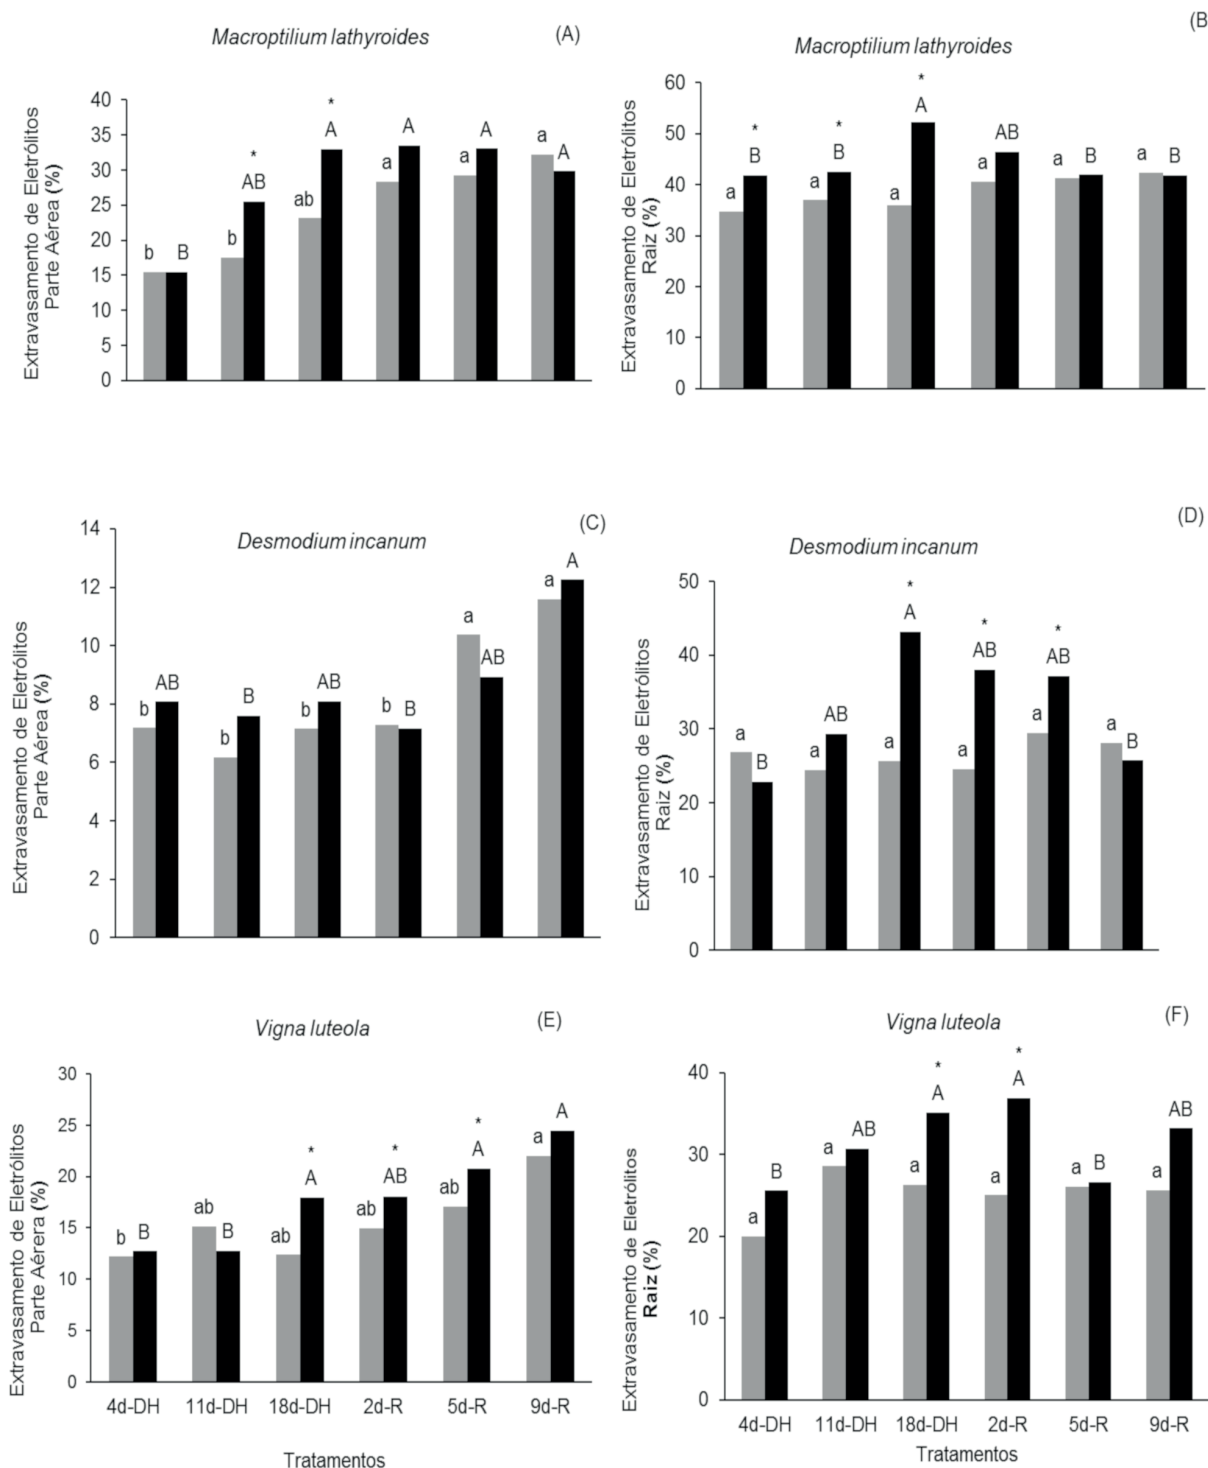 Macroptilium lathyroides
(A)
Extravasamento de Eletrólitos
Parte Aérea (%)
40
35
30
25
20
15
10
5
0
b B
b AB *
ab A *
a A
a A
a A
Macroptilium lathyroides
(B
Extravasamento de Eletrólitos
Raiz (%)
60
50
40
30
20
10
0
a B *
a B *
a A *
a AB
a B
a B
Desmodium incanum
(C)
Extravasamento de Eletrólitos
Parte Aérea (%)
14
12
10
8
6
4
2
0
b AB
b B
b AB
b B
a AB
a A
Desmodium incanum
(D)
Extravasamento de Eletrólitos
Raiz (%)
50
40
30
20
10
0
a B
a AB
a A *
a AB *
a AB *
a B
Vigna luteola
(E)
Extravasamento de Eletrólitos
Parte Aérera (%)
30
25
20
15
10
5
0
b B
ab B
ab A *
ab AB *
ab A *
a A
4d-DH 11d-DH 18d-DH 2d-R 5d-R 9d-R
Tratamentos
Vigna luteola
(F)
Extravasamento de Eletrólitos
Raiz (%)
40
30
20
10
0
a B
a AB
a A *
a A *
a B
a AB
4d-DH 11d-DH 18d-DH 2d-R 5d-R 9d-R
Tratamentos